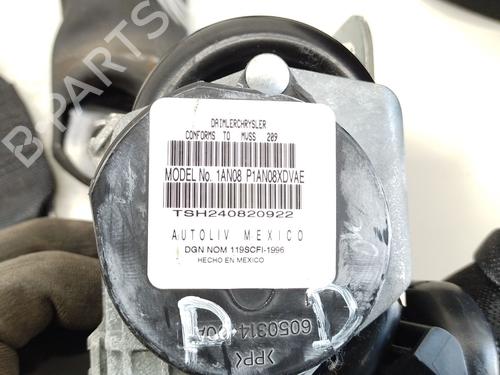 DAIMLERCHRYSLER
CONFORMS TO MVSS 209
MODEL No. 1AN08 P1AN08XDVAE
TSH240820922
AUTOLIV MEXICO
DGN NOM 119SCFI-1996
HECHO EN MEXICO
P D
>PP<